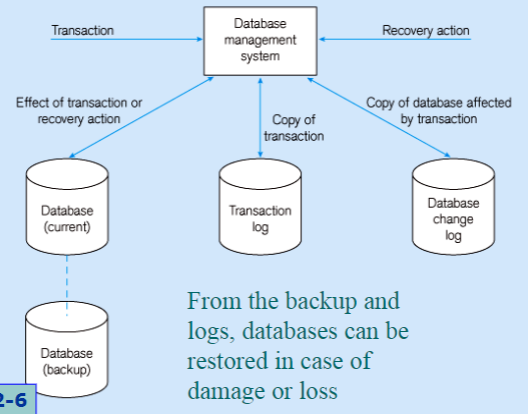 Transaction
Database
management
system
Recovery action
Effect of transaction or
recovery action
Copy of
transaction
Copy of database affected
by transaction
Database
(current)
Transaction
log
Database
change
log
Database
(backup)
From the backup and
logs, databases can be
restored in case of
damage or loss
2-6